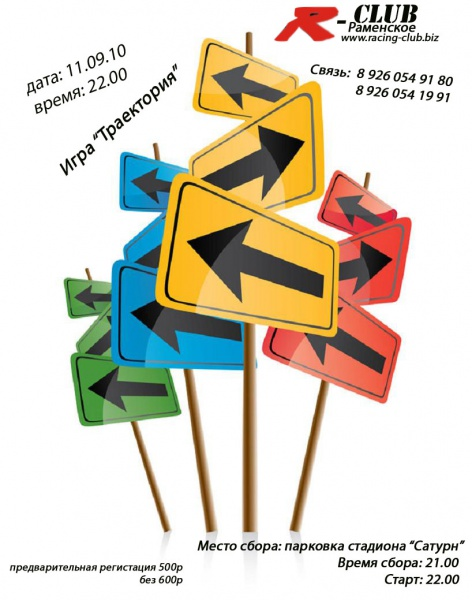 R-CLUB
Раменское
www.racing-club.biz
Связь: 8 926 054 91 80
8 926 054 19 91
дата: 11.09.10
время: 22.00
Игра "Траектория"
Место сбора: парковка стадиона "Сатурн"
Время сбора: 21.00
Старт: 22.00
предварительная регистация 500р
без 600р